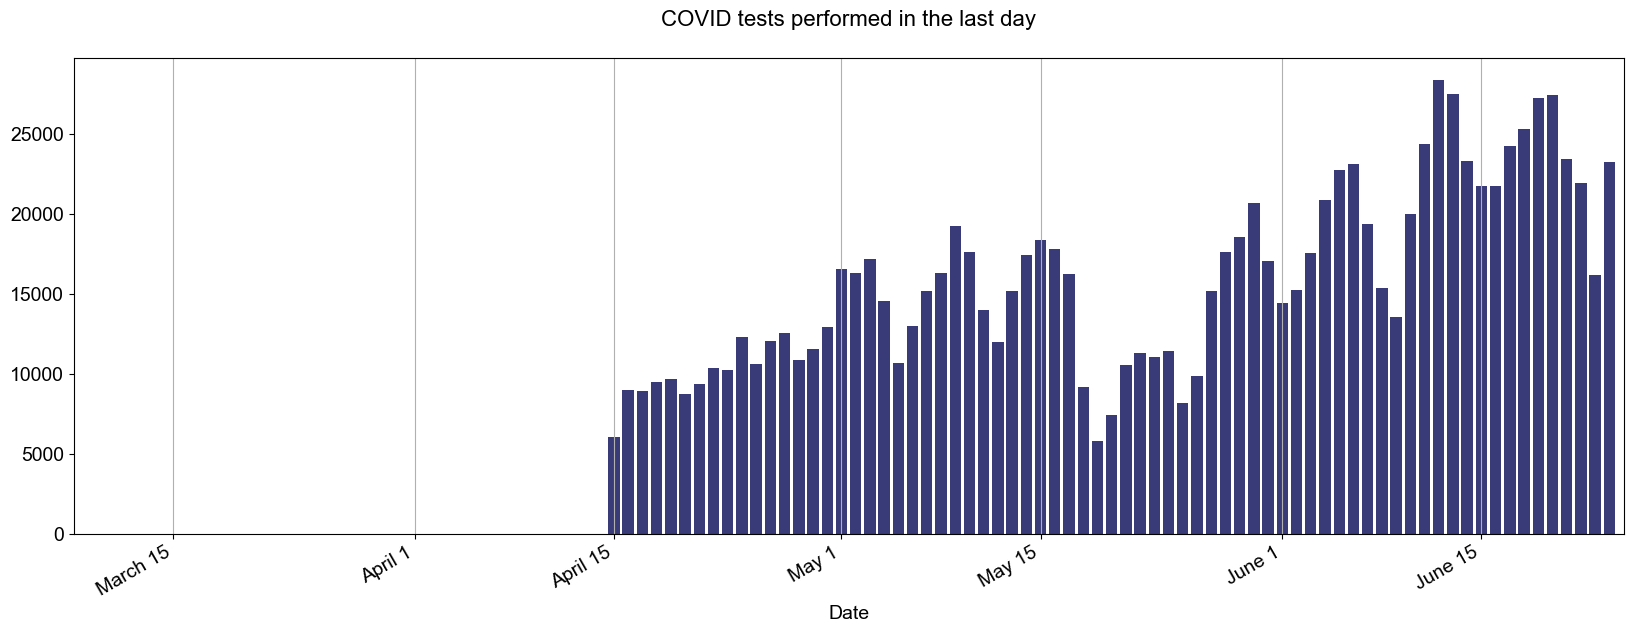 COVID tests performed in the last day
25000
20000
15000
10000
5000
0
March 15
April 1
April 15
May 1
May 15
June 1
June 15
Date